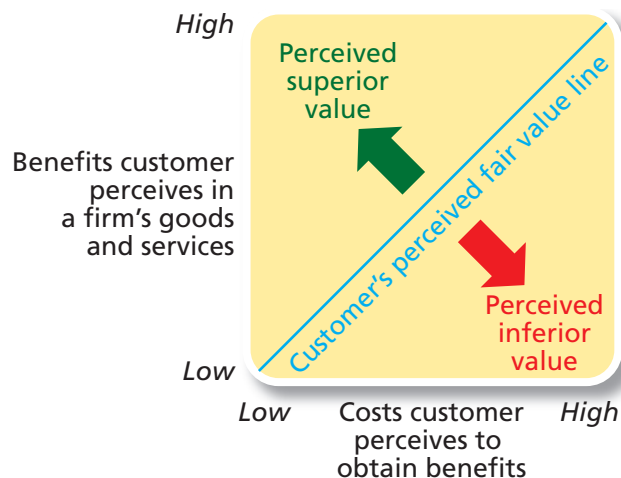 High
Perceived
superior
value
Customer's perceived fair value line
Benefits customer
perceives in
a firm's goods
and services
Perceived
inferior
value
Low
Low
Costs customer
perceives to
obtain benefits
High